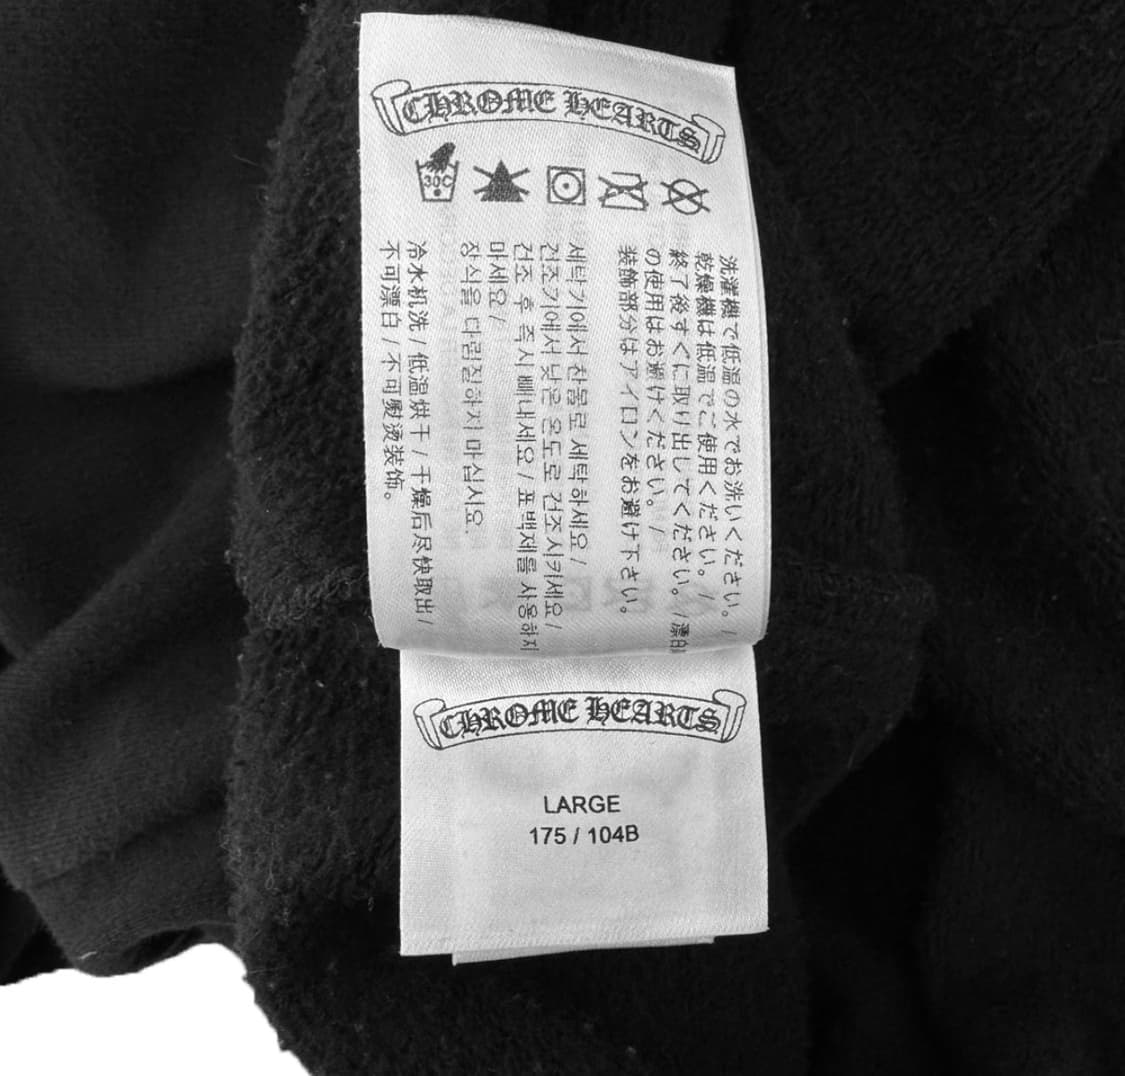 CHROME HEARTS
30C
洗濯機で低温の水でお洗いください。/
乾燥機は低温でご使用ください。/
終了後すぐに取り出してください。/漂白
の使用はお避けください。/
装飾部分はアイロンをお避け下さい。
세탁기에서 찬물로 세탁하세요/
건조기에서 낮은 온도로 건조시키세요/
건조 후 즉시 빼내세요/ 표백제를 사용하지
마세요/
장식을 다림질하지 마십시요.
冷水机洗/低温烘干/干燥后尽快取出/
不可漂白/不可熨烫装饰。
CHROME HEARTS
LARGE
175 / 104B